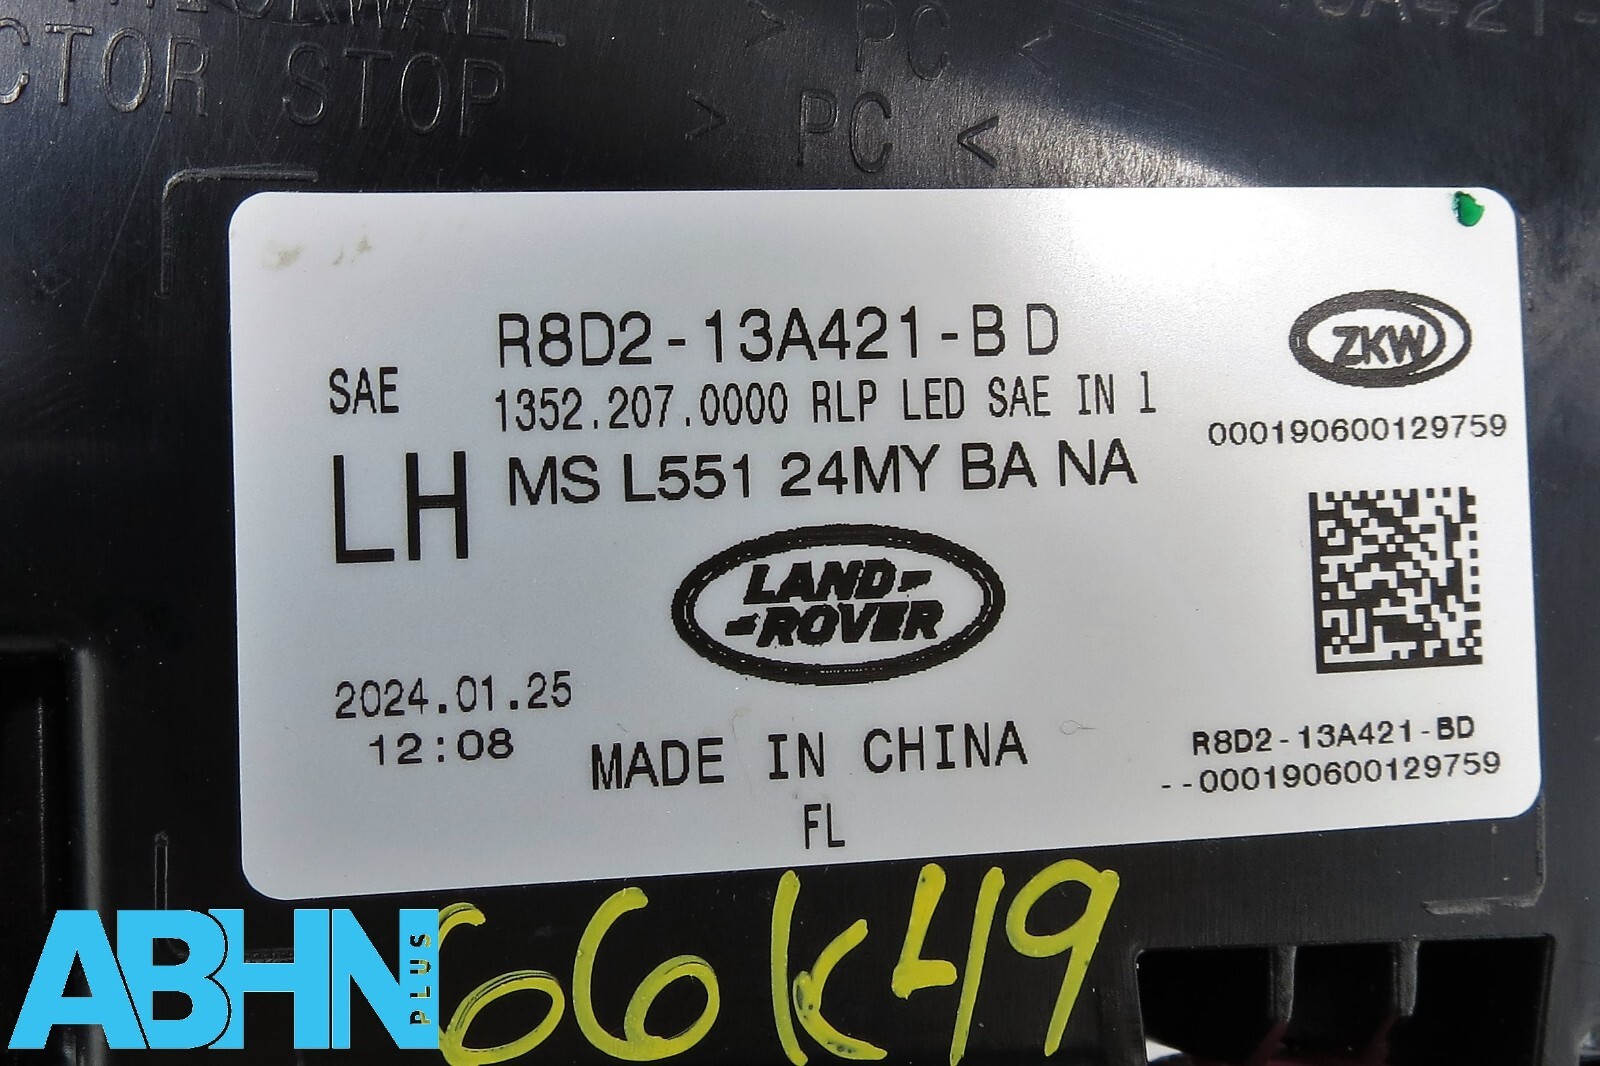 CTOR STOP
> PC <
> PC <
R8D2-13A421-BD
SAE
1352.207.0000 RLP LED SAE IN 1
LH
MS L551 24MY BA NA
ZKW
000190600129759
LAND
ROVER
2024.01.25
12:08
MADE IN CHINA
FL
R8D2-13A421-BD
--000190600129759
66K49
ABHN
PLUS